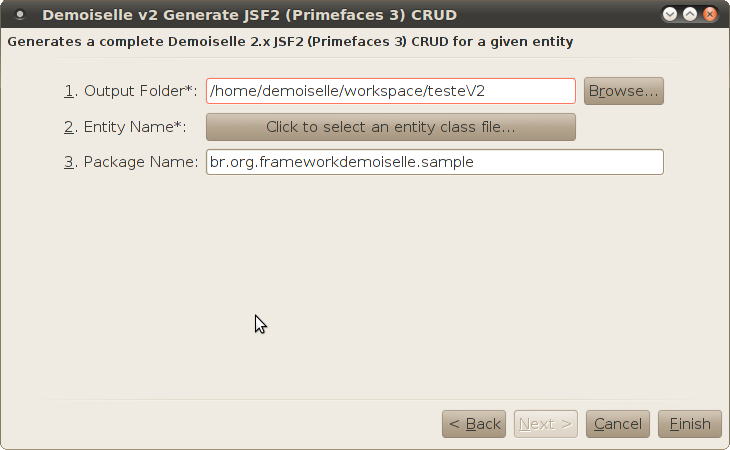 Demoiselle v2 Generate JSF2 (Primefaces 3) CRUD
Generates a complete Demoiselle 2.x JSF2 (Primefaces 3) CRUD for a given entity
1. Output Folder*: /home/demoiselle/workspace/testeV2 Browse...
2. Entity Name*: Click to select an entity class file...
3. Package Name: br.org.frameworkdemoiselle.sample
< Back Next > Cancel Finish